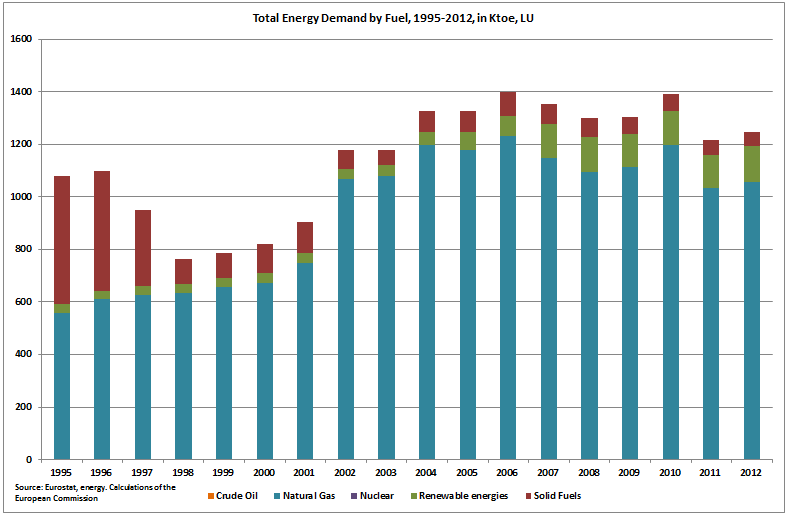 Total Energy Demand by Fuel, 1995-2012, in Ktoe, LU
1600
1400
1200
1000
800
600
400
200
0
1995 1996 1997 1998 1999 2000 2001 2002 2003 2004 2005 2006 2007 2008 2009 2010 2011 2012
Source: Eurostat, energy. Calculations of the
European Commission
Crude Oil Natural Gas Nuclear Renewable energies Solid Fuels